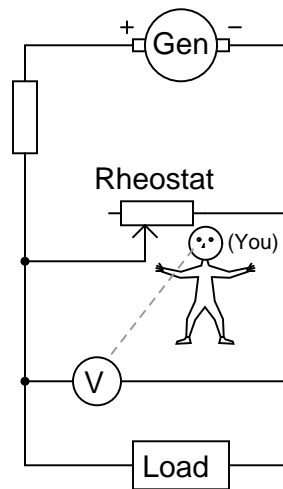 + Gen −
Rheostat
(You)
V
Load